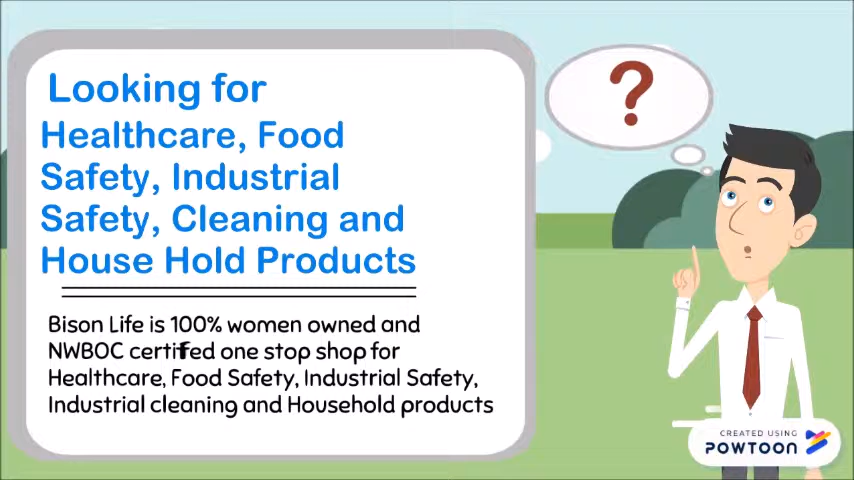 Looking for
Healthcare, Food
Safety, Industrial
Safety, Cleaning and
House Hold Products
Bison Life is 100% women owned and
NWBOC certitfed one stop shop for
Healthcare, Food Safety, Industrial Safety,
Industrial cleaning and Household products
?
CREATED USING
POWTOON